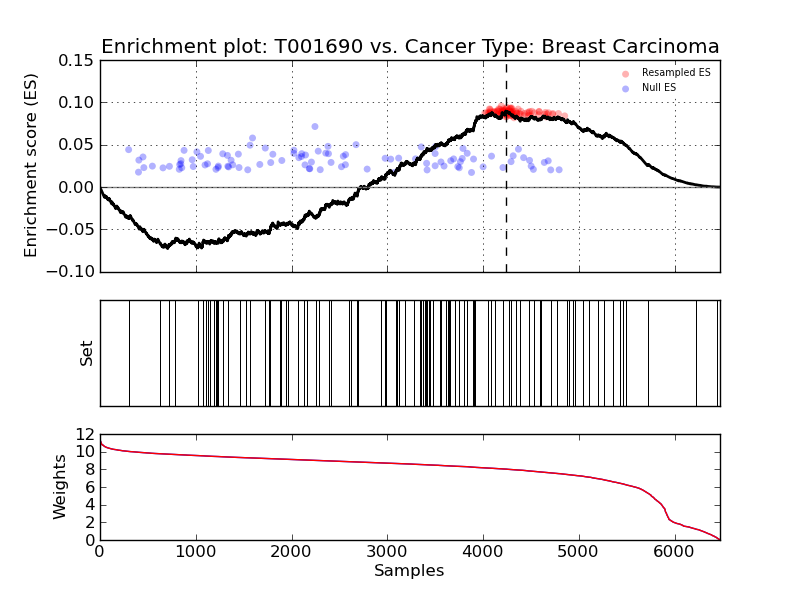 Enrichment plot: T001690 vs. Cancer Type: Breast Carcinoma
Enrichment score (ES)
0.15
0.10
0.05
0.00
−0.05
−0.10
Resampled ES
Null ES
Set
Weights
12
10
8
6
4
2
0
0 1000 2000 3000 4000 5000 6000
Samples